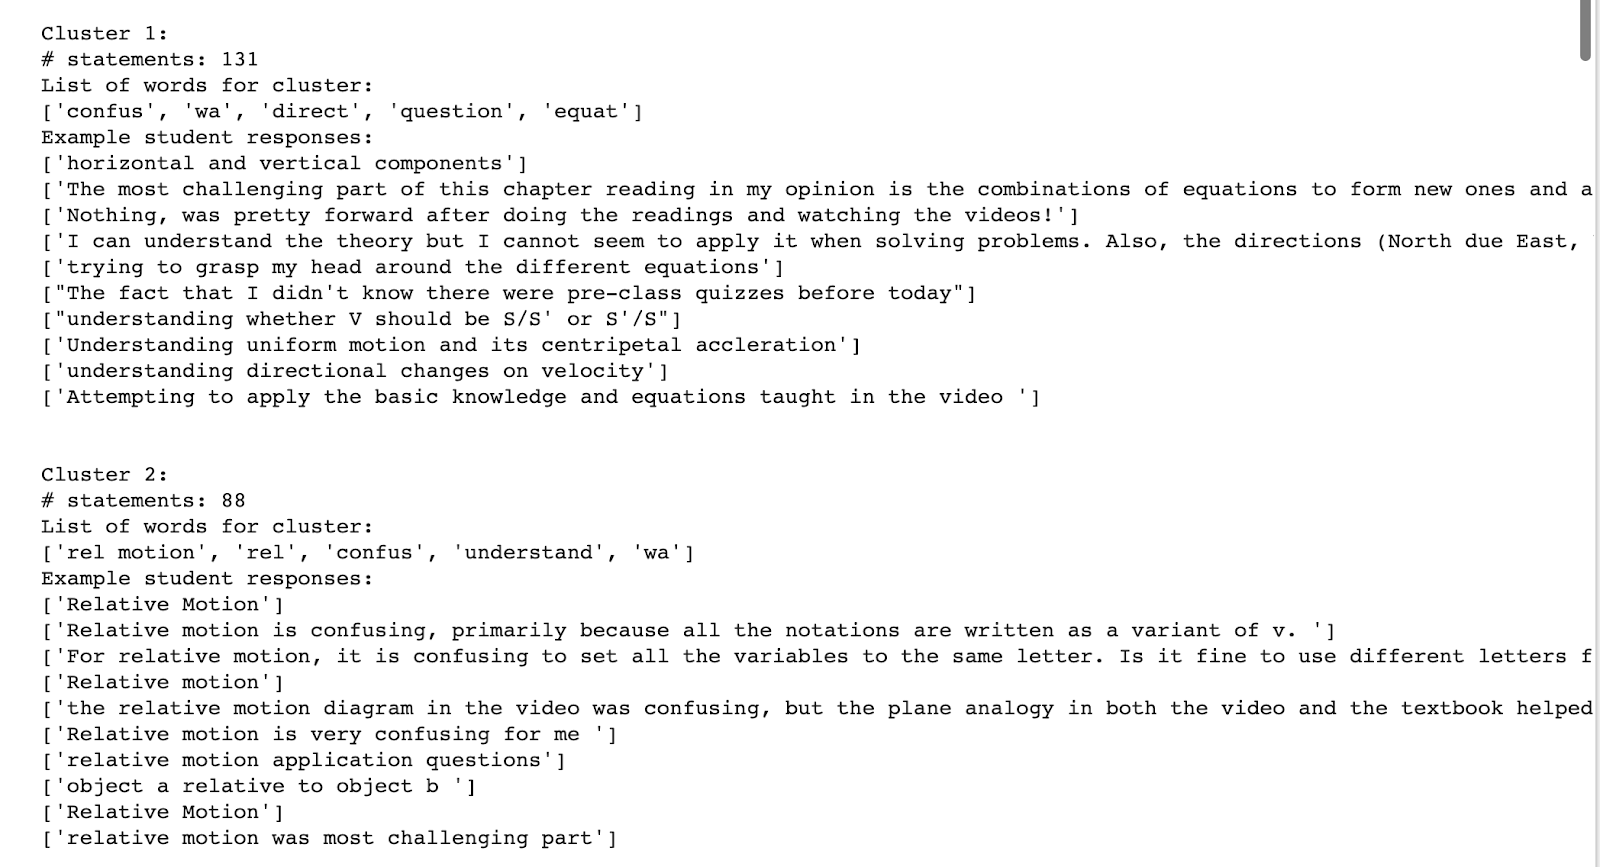 Cluster 1:
# statements: 131
List of words for cluster:
['confus', 'wa', 'direct', 'question', 'equat']
Example student responses:
['horizontal and vertical components']
['The most challenging part of this chapter reading in my opinion is the combinations of equations to form new ones and a
['Nothing, was pretty forward after doing the readings and watching the videos!']
['I can understand the theory but I cannot seem to apply it when solving problems. Also, the directions (North due East,
['trying to grasp my head around the different equations']
["The fact that I didn't know there were pre-class quizzes before today"]
["understanding whether V should be S/S' or S'/S"]
['Understanding uniform motion and its centripetal accleration']
['understanding directional changes on velocity']
['Attempting to apply the basic knowledge and equations taught in the video ']
Cluster 2:
# statements: 88
List of words for cluster:
['rel motion', 'rel', 'confus', 'understand', 'wa']
Example student responses:
['Relative Motion']
['Relative motion is confusing, primarily because all the notations are written as a variant of v. ']
['For relative motion, it is confusing to set all the variables to the same letter. Is it fine to use different letters f
['Relative motion']
['the relative motion diagram in the video was confusing, but the plane analogy in both the video and the textbook helped
['Relative motion is very confusing for me ']
['relative motion application questions']
['object a relative to object b ']
['Relative Motion']
['relative motion was most challenging part']